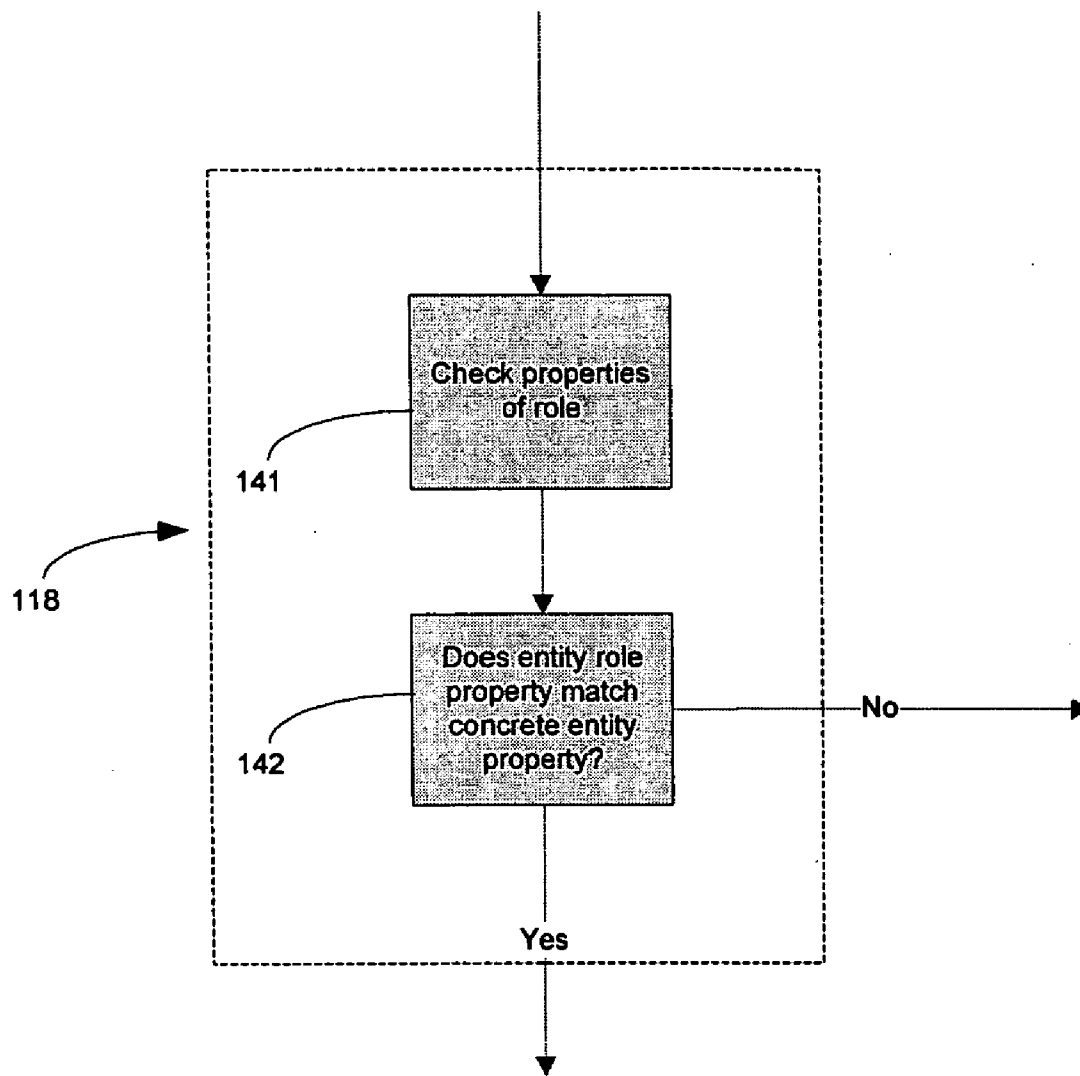 Check properties
of role
141
118
Does entity role
property match
concrete entity
property?
No
142
Yes